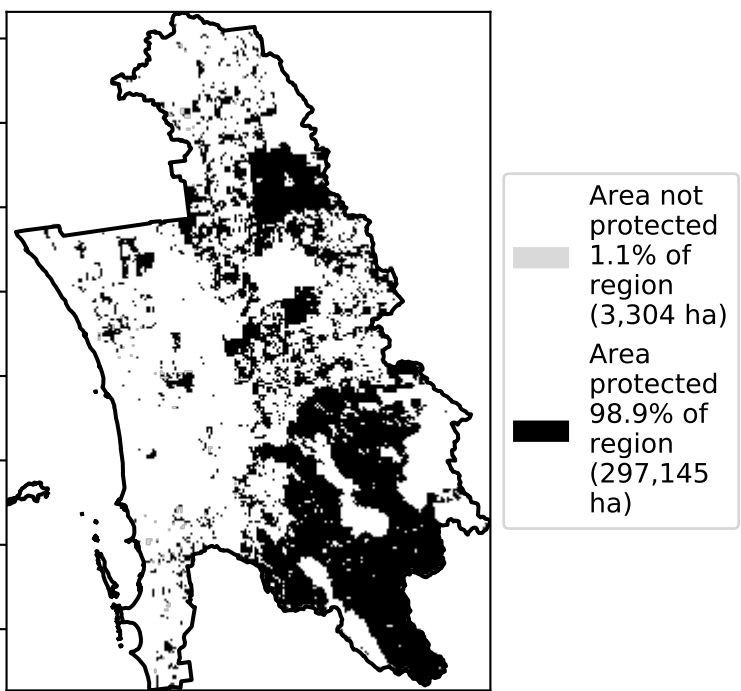 Area not
protected
1.1% of
region
(3,304 ha)
Area
protected
98.9% of
region
(297,145
ha)